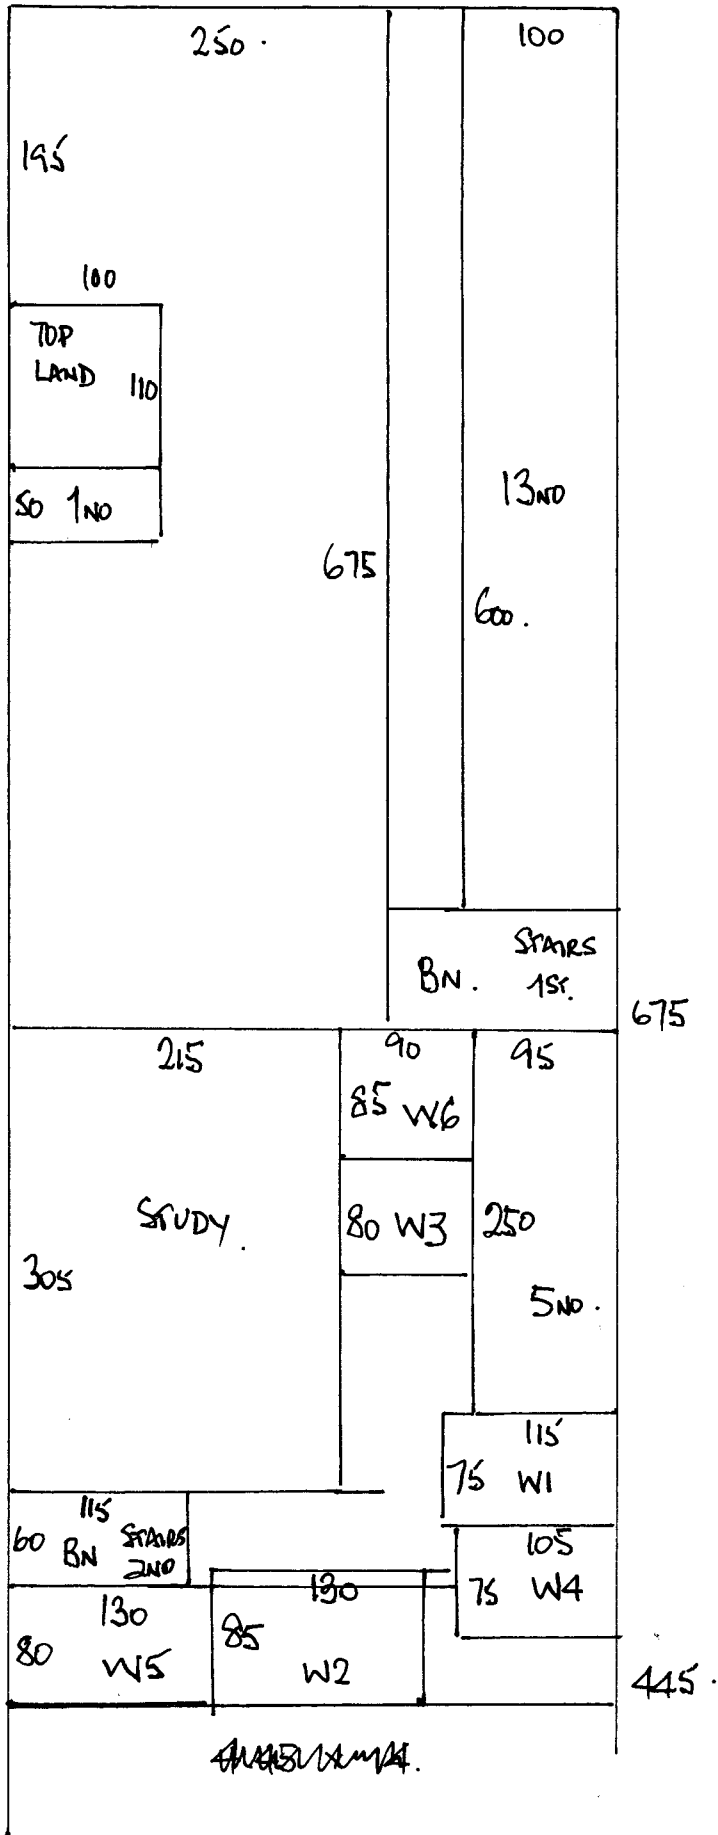 250.
100
195
100
TOP
LAND
110
50 1NO
13NO
675
600.
STAIRS
BN. 1ST.
675
215
90
95
85 W6
STUDY.
80 W3
250
305
5NO.
115
75 W1
115
60 BN STAIRS
2ND
105
75 W4
130
130
80 W5
85
W2
445.